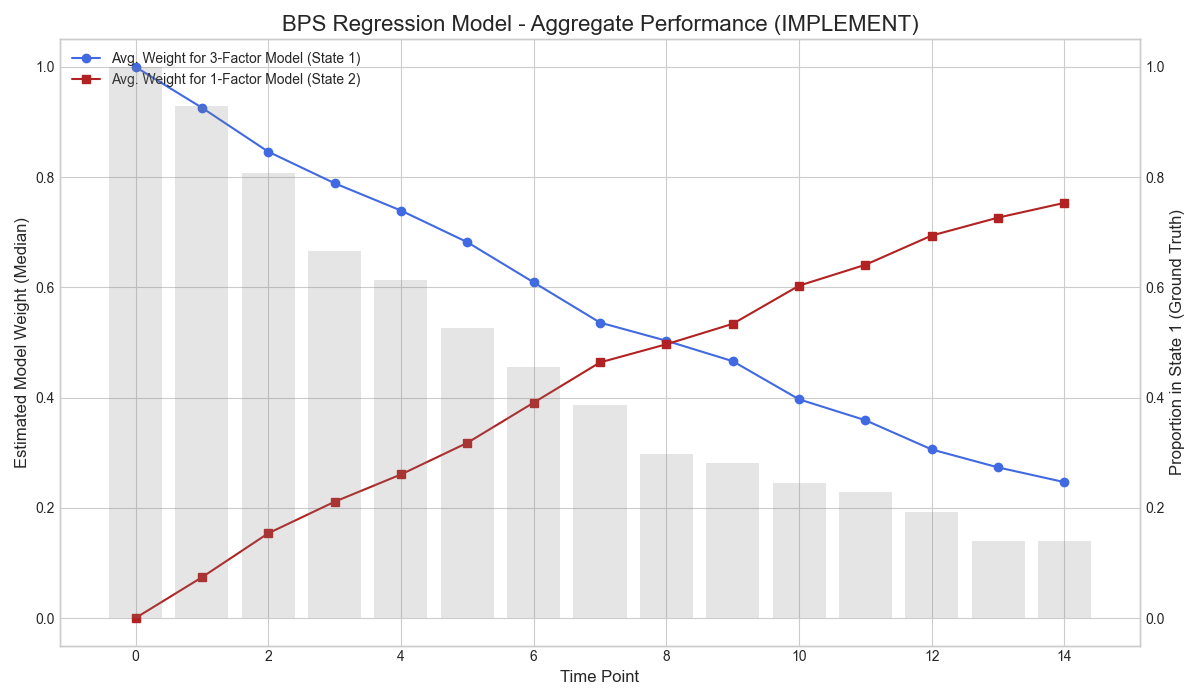 BPS Regression Model - Aggregate Performance (IMPLEMENT)
Avg. Weight for 3-Factor Model (State 1)
Avg. Weight for 1-Factor Model (State 2)
Estimated Model Weight (Median)
1.0
0.8
0.6
0.4
0.2
0.0
1.0
0.8
0.6
0.4
0.2
0.0
Proportion in State 1 (Ground Truth)
0 2 4 6 8 10 12 14
Time Point